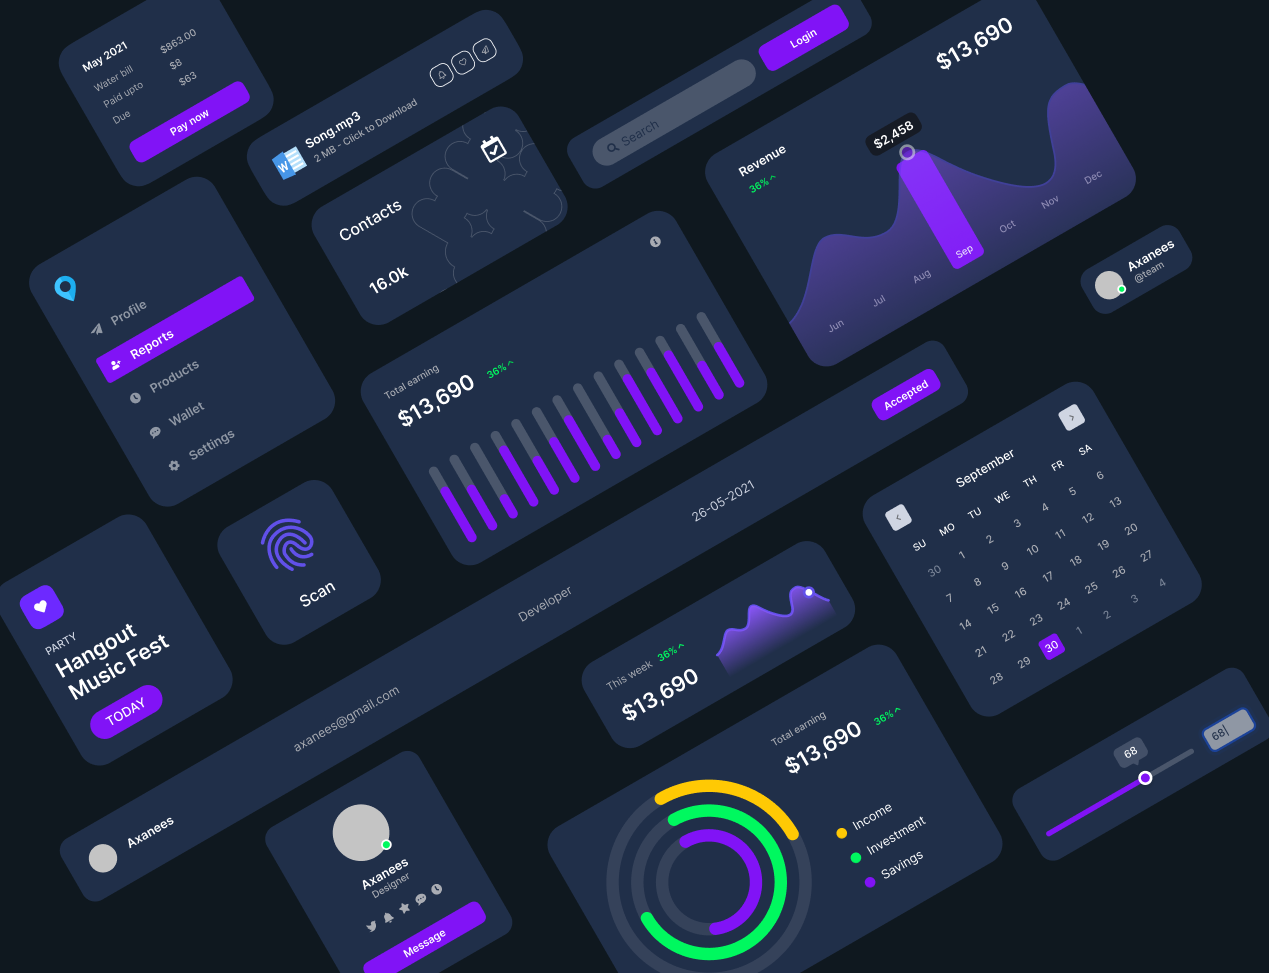 May 2021
Water bill $863.00
Paid upto $8
Due $63
Pay now
W
Song.mp3
2 MB - Click to Download
Search
Login
Revenue
36%
$13,690
$2,458
Jun Jul Aug Sep Oct Nov Dec
Contacts
16.0k
Profile
Reports
Products
Wallet
Settings
Total earning
$13,690 36%
Axanees
@team
Axanees axanees@gmail.com Developer 26-05-2021 Accepted
September
SU MO TU WE TH FR SA
30 1 2 3 4 5 6
7 8 9 10 11 12 13
14 15 16 17 18 19 20
21 22 23 24 25 26 27
28 29 30 1 2 3 4
Scan
PARTY
Hangout
Music Fest
TODAY
This week 36%
$13,690
Total earning
$13,690 36%
Income
Investment
Savings
68
68
Axanees
Designer
Message